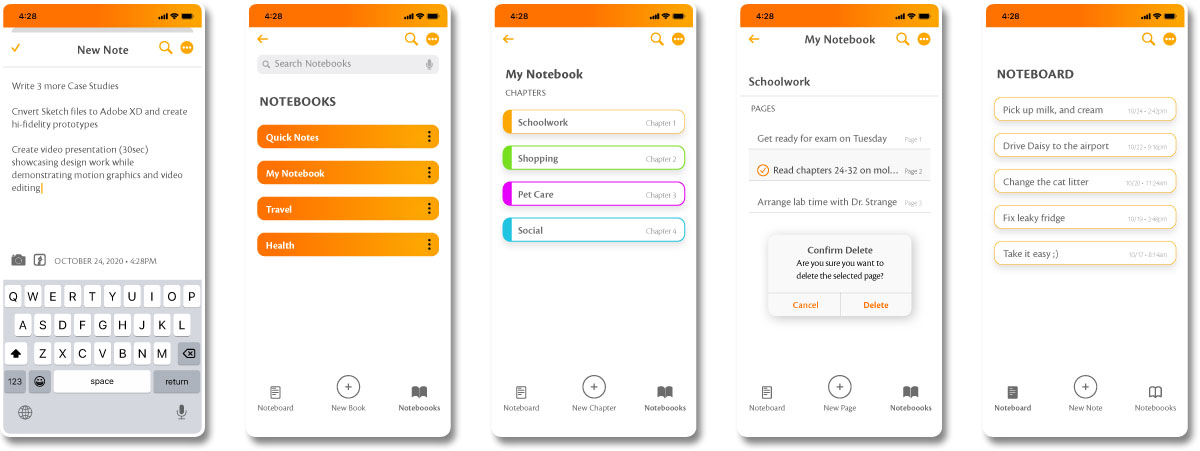 4:28
New Note
Write 3 more Case Studies
Cnvert Sketch files to Adobe XD and create
hi-fidelity prototypes
Create video presentation (30sec)
showcasing design work while
demonstrating motion graphics and video
editing
OCTOBER 24, 2020 • 4:28PM
Q W E R T Y U I O P
A S D F G H J K L
Z X C V B N M
123 space return
4:28
Search Notebooks
NOTEBOOKS
Quick Notes
My Notebook
Travel
Health
Noteboard New Book Noteboooks
4:28
My Notebook
CHAPTERS
Schoolwork Chapter 1
Shopping Chapter 2
Pet Care Chapter 3
Social Chapter 4
Noteboard New Chapter Noteboooks
4:28
My Notebook
Schoolwork
PAGES
Get ready for exam on Tuesday Page 1
Read chapters 24-32 on mol... Page 2
Arrange lab time with Dr. Strange Page 3
Confirm Delete
Are you sure you want to
delete the selected page?
Cancel Delete
Noteboard New Page Noteboooks
4:28
NOTEBOARD
Pick up milk, and cream 10/24 • 2:42pm
Drive Daisy to the airport 10/22 • 9:16pm
Change the cat litter 10/20 • 11:24am
Fix leaky fridge 10/19 • 3:48pm
Take it easy ;) 10/17 • 8:14am
Noteboard New Note Noteboooks